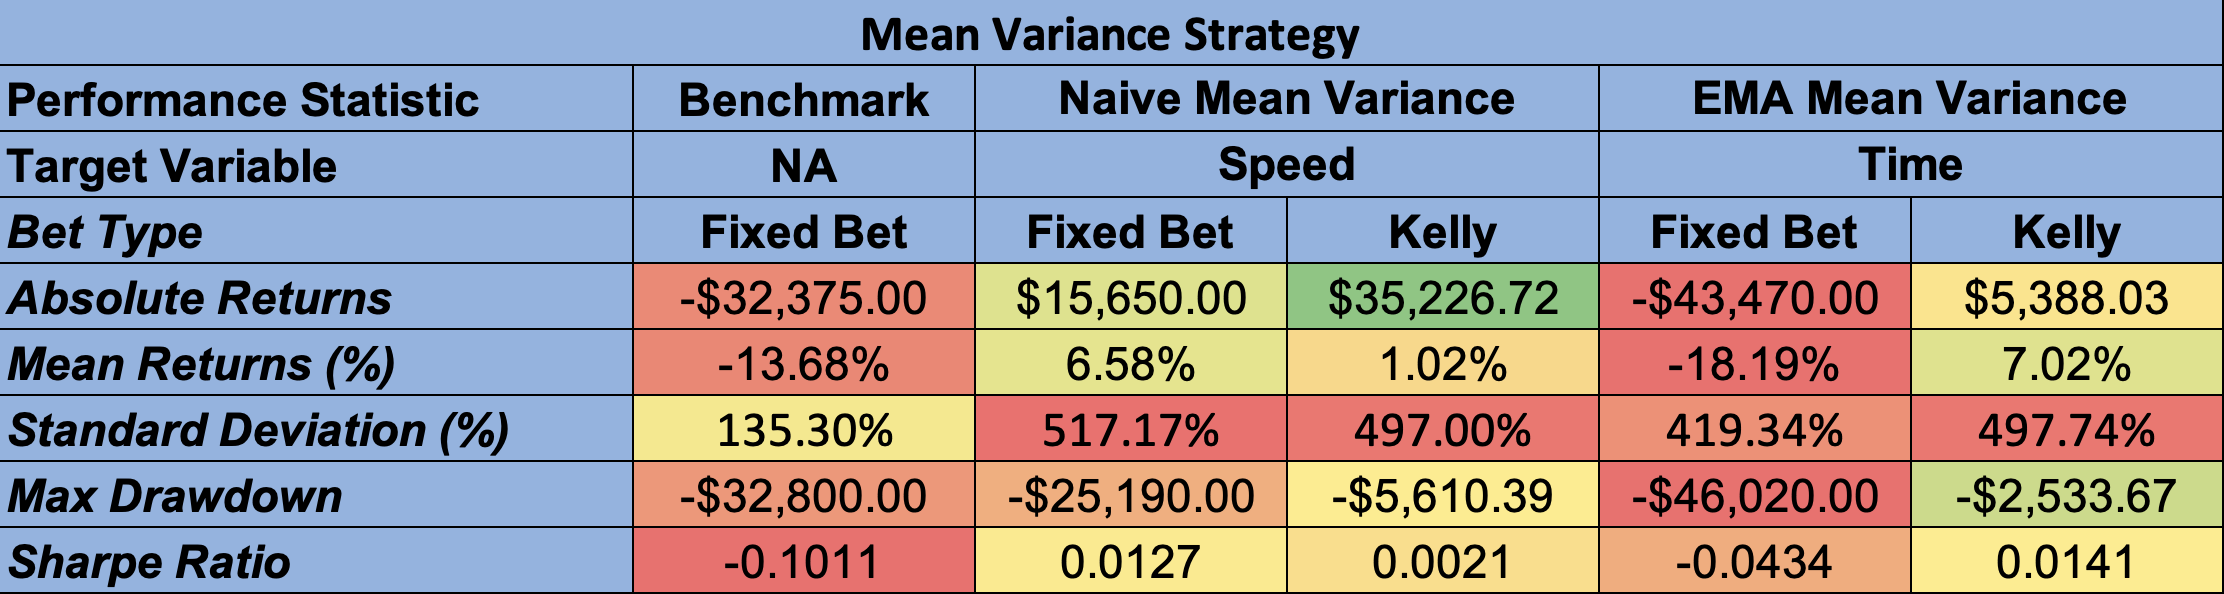 Mean Variance Strategy
Performance Statistic Benchmark Naive Mean Variance EMA Mean Variance
Target Variable NA Speed Time
Bet Type Fixed Bet Fixed Bet Kelly Fixed Bet Kelly
Absolute Returns -$32,375.00 $15,650.00 $35,226.72 -$43,470.00 $5,388.03
Mean Returns (%) -13.68% 6.58% 1.02% -18.19% 7.02%
Standard Deviation (%) 135.30% 517.17% 497.00% 419.34% 497.74%
Max Drawdown -$32,800.00 -$25,190.00 -$5,610.39 -$46,020.00 -$2,533.67
Sharpe Ratio -0.1011 0.0127 0.0021 -0.0434 0.0141